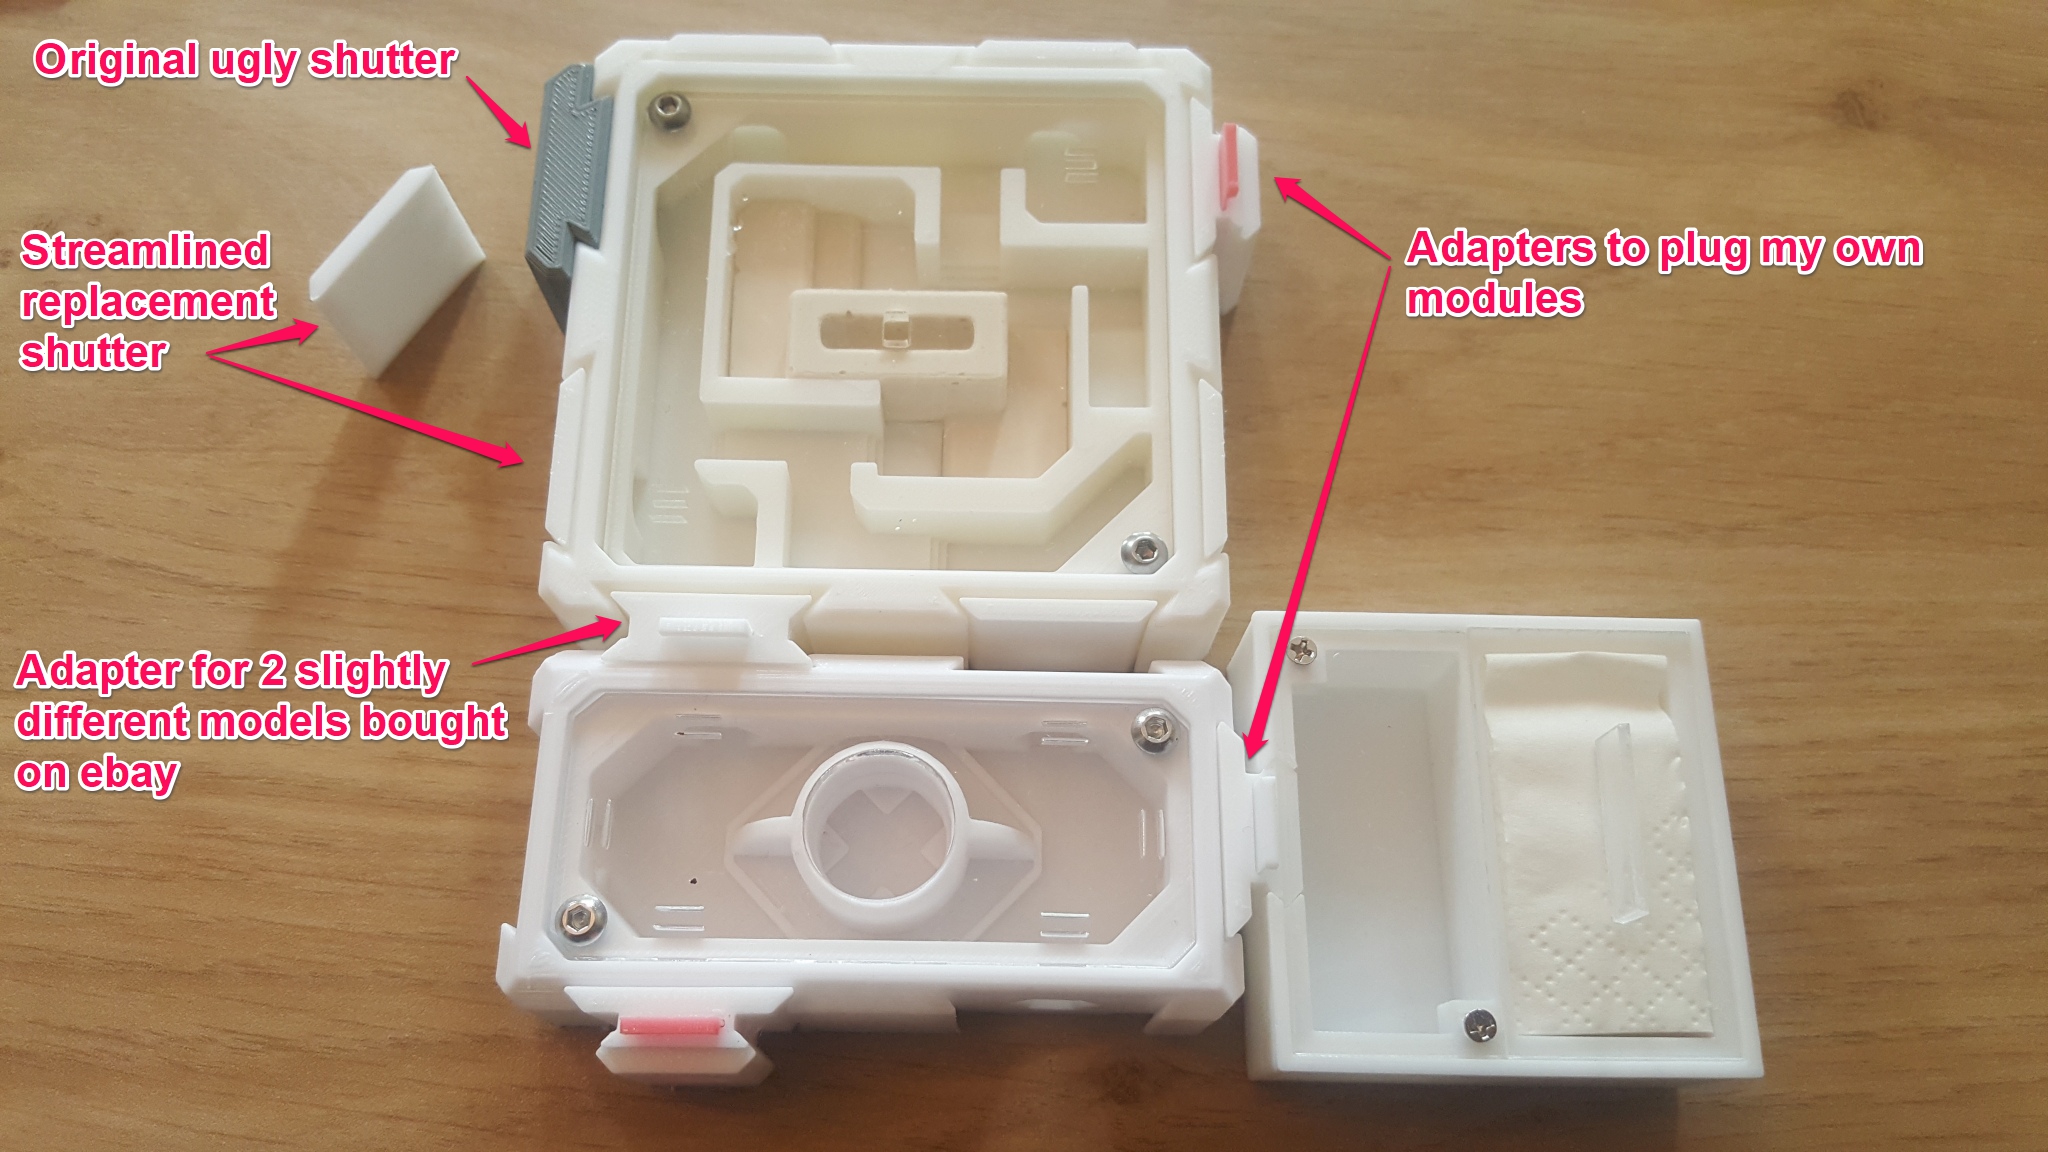 Original ugly shutter
Streamlined
replacement
shutter
Adapters to plug my own
modules
Adapter for 2 slightly
different models bought
on ebay